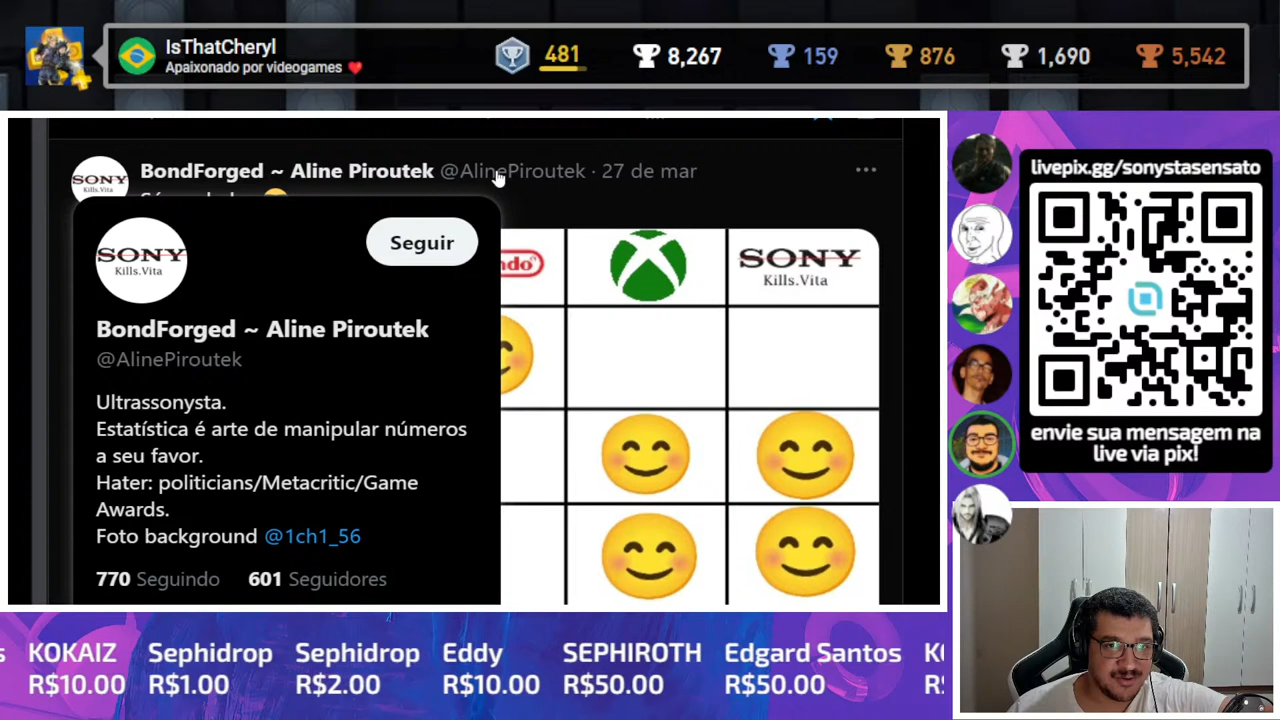 IsThatCheryl
Apaixonado por videogames ❤️
481
8,267
159
876
1,690
5,542
BondForged ~ Aline Piroutek @AlinePiroutek · 27 de mar
SONY
Kills.Vita
SONY
Kills.Vita
Seguir
BondForged ~ Aline Piroutek
@AlinePiroutek
Ultrassonysta.
Estatística é arte de manipular números
a seu favor.
Hater: politicians/Metacritic/Game
Awards.
Foto background @1ch1_56
770 Seguindo 601 Seguidores
SONY
Kills.Vita
livepix.gg/sonystasensato
envie sua mensagem na
live via pix!
KOKAIZ Sephidrop Sephidrop Eddy SEPHIROTH Edgard Santos
R$10.00 R$1.00 R$2.00 R$10.00 R$50.00 R$50.00